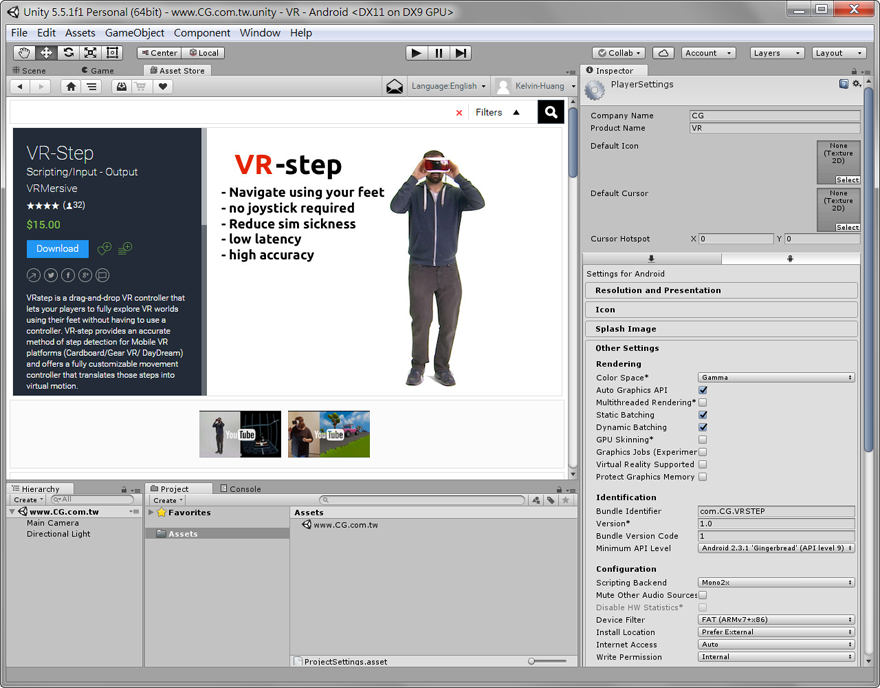 Unity 5.5.1f1 Personal (64bit) - www.CG.com.tw.unity - VR - Android <DX11 on DX9 GPU>
File Edit Assets GameObject Component Window Help
Center Local Collab Account Layers Layout
Scene Game Asset Store
Language:English Kelvin-Huang
Filters
VR-Step
Scripting/Input - Output
VRMersive
★★★★ (32)
$15.00
Download
VRstep is a drag-and-drop VR controller that
lets your players to fully explore VR worlds
using their feet without having to use a
controller. VR-step provides an accurate
method of step detection for Mobile VR
platforms (Cardboard/Gear VR/ DayDream)
and offers a fully customizable movement
controller that translates those steps into
virtual motion.
VR-step
- Navigate using your feet
- no joystick required
- Reduce sim sickness
- low latency
- high accuracy
YouTube YouTube
Hierarchy
Create All
www.CG.com.tw
Main Camera
Directional Light
Project Console
Create
Favorites
Assets
Assets
www.CG.com.tw
ProjectSettings.asset
Inspector
PlayerSettings
Company Name CG
Product Name VR
Default Icon
None
(Texture
2D)
Select
Default Cursor
None
(Texture
2D)
Select
Cursor Hotspot X 0 Y 0
Settings for Android
Resolution and Presentation
Icon
Splash Image
Other Settings
Rendering
Color Space* Gamma
Auto Graphics API
Multithreaded Rendering*
Static Batching
Dynamic Batching
GPU Skinning*
Graphics Jobs (Experimer
Virtual Reality Supported
Protect Graphics Memory
Identification
Bundle Identifier com.CG.VRSTEP
Version* 1.0
Bundle Version Code 1
Minimum API Level Android 2.3.1 'Gingerbread' (API level 9)
Configuration
Scripting Backend Mono2x
Mute Other Audio Sources
Disable HW Statistics*
Device Filter FAT (ARMv7+x86)
Install Location Prefer External
Internet Access Auto
Write Permission Internal